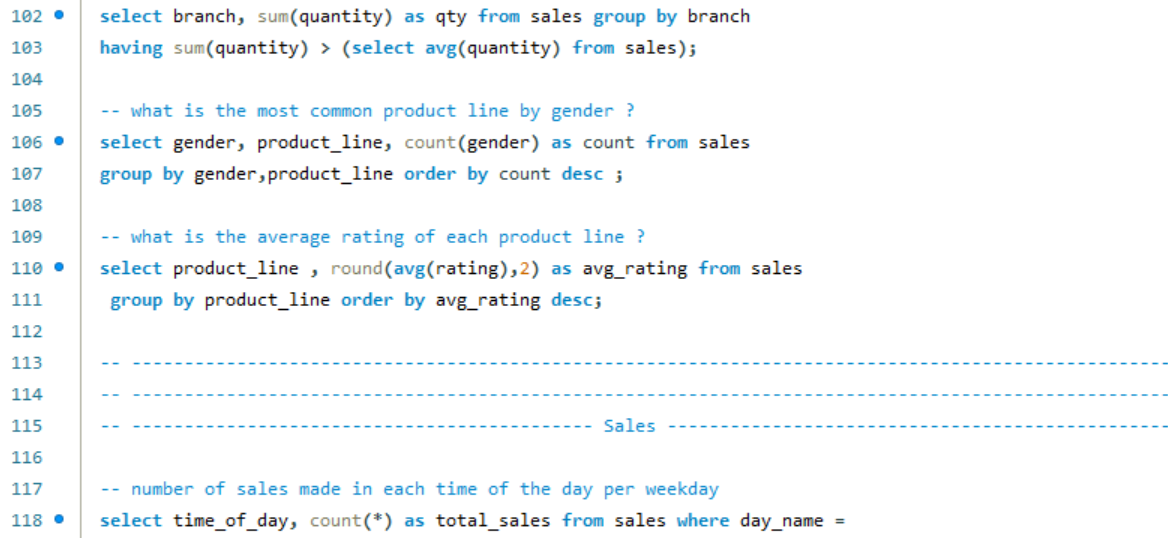 102 select branch, sum(quantity) as qty from sales group by branch
103 having sum(quantity) > (select avg(quantity) from sales);
104
105 -- what is the most common product line by gender ?
106 select gender, product_line, count(gender) as count from sales
107 group by gender,product_line order by count desc ;
108
109 -- what is the average rating of each product line ?
110 select product_line , round(avg(rating),2) as avg_rating from sales
111 group by product_line order by avg_rating desc;
112
113 -- -----------------------------------------------------------------------------------------------------
114 -- -----------------------------------------------------------------------------------------------------
115 -- -------------------------------------------- Sales ------------------------------------------------
116
117 -- number of sales made in each time of the day per weekday
118 select time_of_day, count(*) as total_sales from sales where day_name =